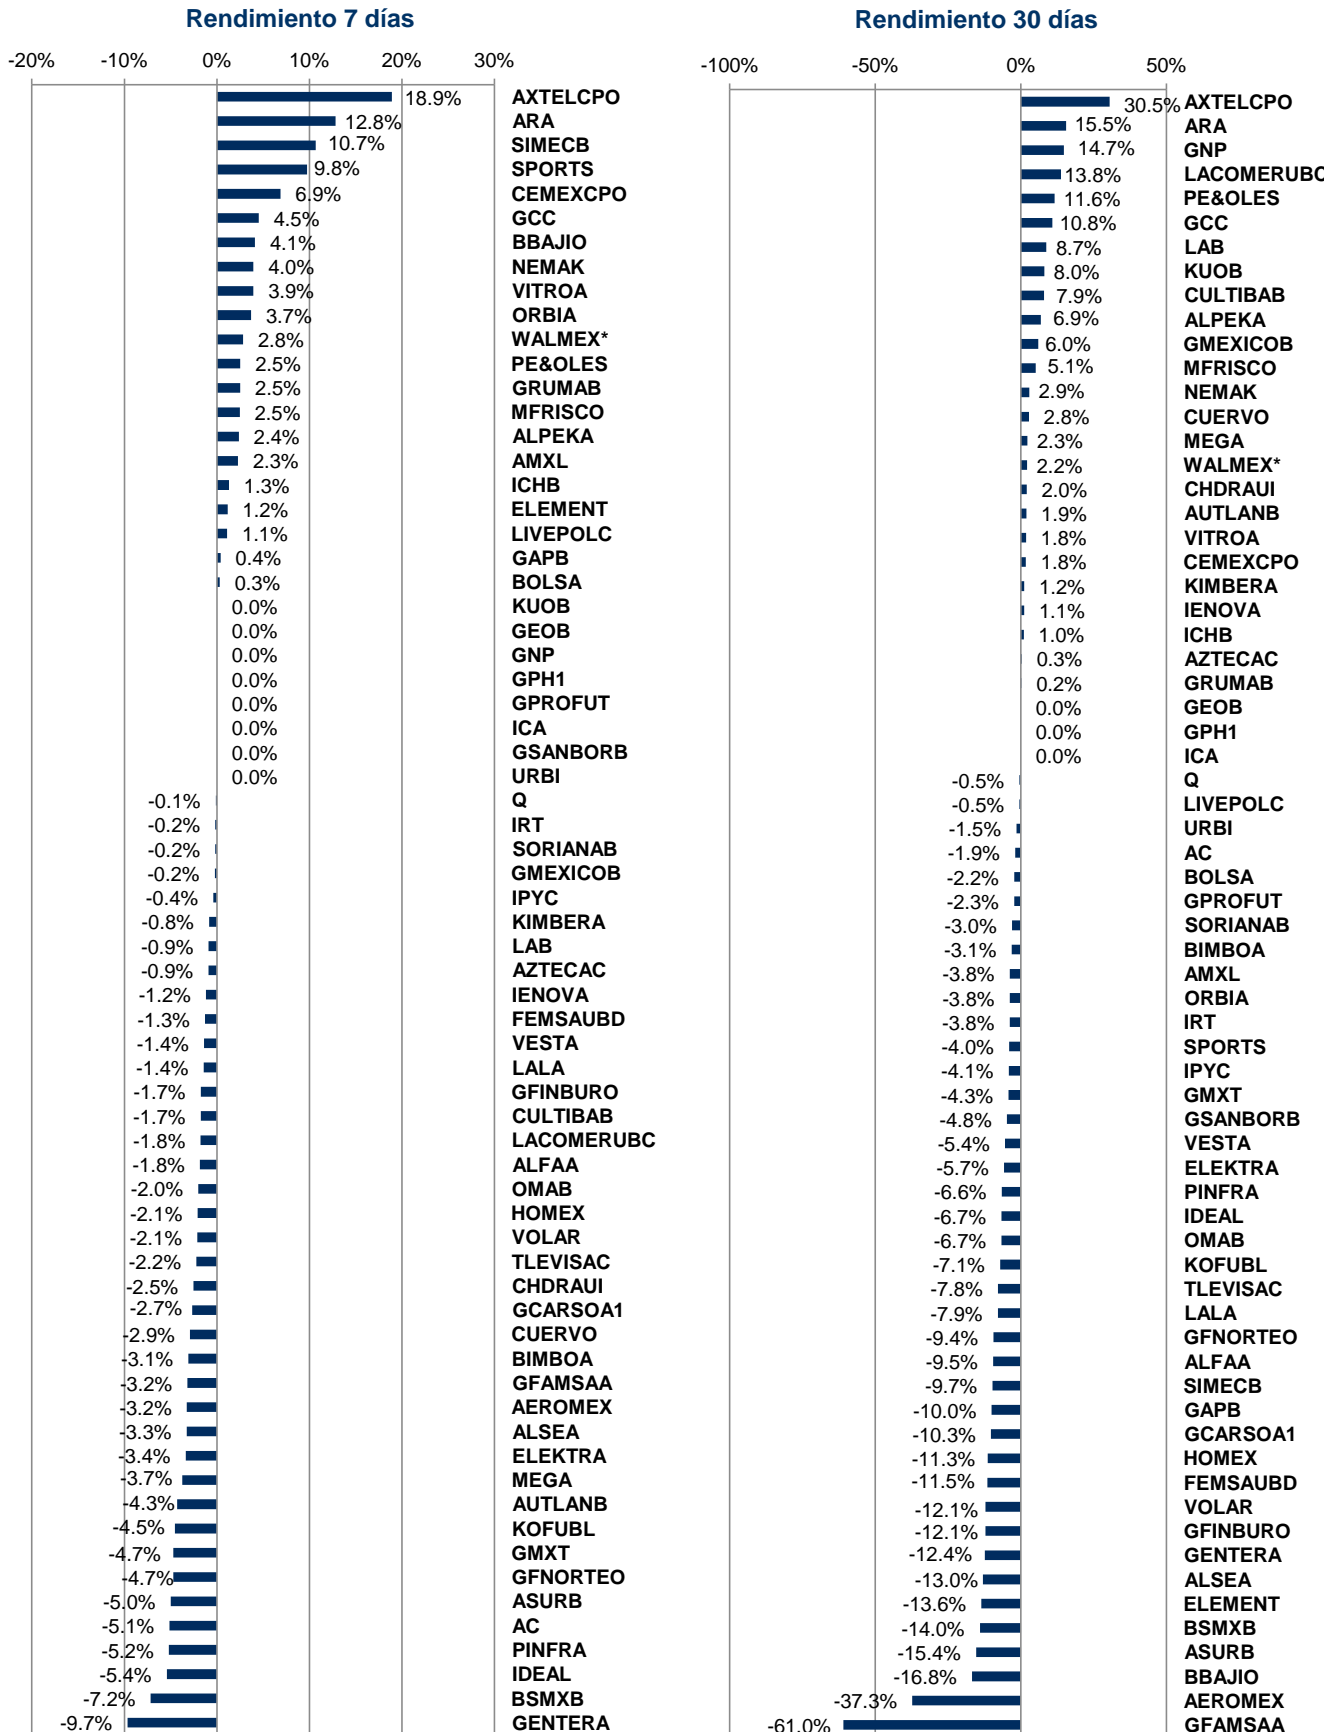 Rendimiento 7 días
-20% -10% 0% 10% 20% 30%
18.9% AXTELCPO
12.8% ARA
10.7% SIMECB
9.8% SPORTS
6.9% CEMEXCPO
4.5% GCC
4.1% BBAJIO
4.0% NEMAK
3.9% VITROA
3.7% ORBIA
2.8% WALMEX*
2.5% PE&OLES
2.5% GRUMAB
2.5% MFRISCO
2.4% ALPEKA
2.3% AMXL
1.3% ICHB
1.2% ELEMENT
1.1% LIVEPOLC
0.4% GAPB
0.3% BOLSA
0.0% KUOB
0.0% GEOB
0.0% GNP
0.0% GPH1
0.0% GPROFUT
0.0% ICA
0.0% GSANBORB
0.0% URBI
-0.1% Q
-0.2% IRT
-0.2% SORIANAB
-0.2% GMEXICOB
-0.4% IPYC
-0.8% KIMBERA
-0.9% LAB
-0.9% AZTECAC
-1.2% IENOVA
-1.3% FEMSAUBD
-1.4% VESTA
-1.4% LALA
-1.7% GFINBURO
-1.7% CULTIBAB
-1.8% LACOMERUBC
-1.8% ALFAA
-2.0% OMAB
-2.1% HOMEX
-2.1% VOLAR
-2.2% TLEVISAC
-2.5% CHDRAUI
-2.7% GCARSOA1
-2.9% CUERVO
-3.1% BIMBOA
-3.2% GFAMSAA
-3.2% AEROMEX
-3.3% ALSEA
-3.4% ELEKTRA
-3.7% MEGA
-4.3% AUTLANB
-4.5% KOFUBL
-4.7% GMXT
-4.7% GFNORTEO
-5.0% ASURB
-5.1% AC
-5.2% PINFRA
-5.4% IDEAL
-7.2% BSMXB
-9.7% GENTERA
Rendimiento 30 días
-100% -50% 0% 50%
30.5% AXTELCPO
15.5% ARA
14.7% GNP
13.8% LACOMERUBC
11.6% PE&OLES
10.8% GCC
8.7% LAB
8.0% KUOB
7.9% CULTIBAB
6.9% ALPEKA
6.0% GMEXICOB
5.1% MFRISCO
2.9% NEMAK
2.8% CUERVO
2.3% MEGA
2.2% WALMEX*
2.0% CHDRAUI
1.9% AUTLANB
1.8% VITROA
1.8% CEMEXCPO
1.2% KIMBERA
1.1% IENOVA
1.0% ICHB
0.3% AZTECAC
0.2% GRUMAB
0.0% GEOB
0.0% GPH1
0.0% ICA
-0.5% Q
-0.5% LIVEPOLC
-1.5% URBI
-1.9% AC
-2.2% BOLSA
-2.3% GPROFUT
-3.0% SORIANAB
-3.1% BIMBOA
-3.8% AMXL
-3.8% ORBIA
-3.8% IRT
-4.0% SPORTS
-4.1% IPYC
-4.3% GMXT
-4.8% GSANBORB
-5.4% VESTA
-5.7% ELEKTRA
-6.6% PINFRA
-6.7% IDEAL
-6.7% OMAB
-7.1% KOFUBL
-7.8% TLEVISAC
-7.9% LALA
-9.4% GFNORTEO
-9.5% ALFAA
-9.7% SIMECB
-10.0% GAPB
-10.3% GCARSOA1
-11.3% HOMEX
-11.5% FEMSAUBD
-12.1% VOLAR
-12.1% GFINBURO
-12.4% GENTERA
-13.0% ALSEA
-13.6% ELEMENT
-14.0% BSMXB
-15.4% ASURB
-16.8% BBAJIO
-37.3% AEROMEX
-61.0% GFAMSAA